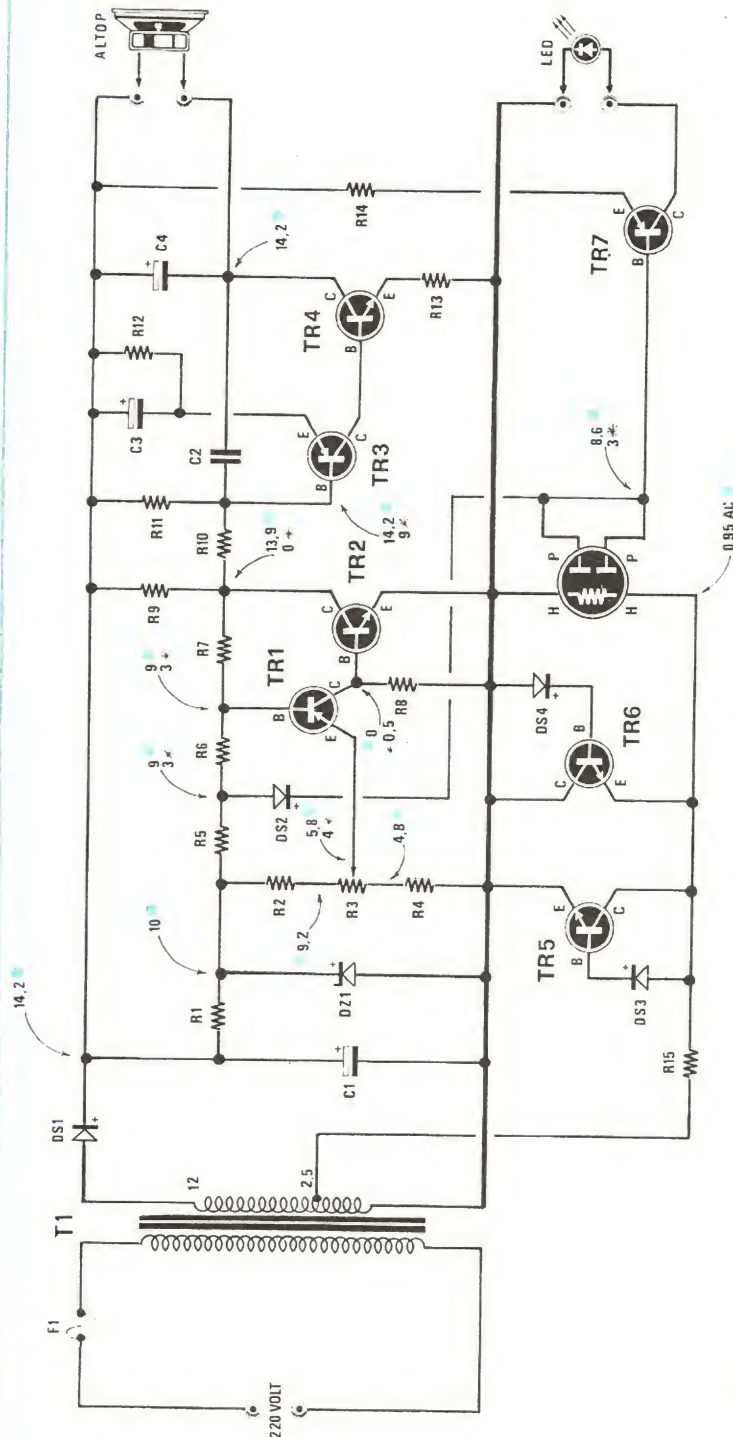 220 VOLT
F1
T1
12
2,5
DS1
14,2
C1
R1
10
DZ1
R2
9,2
R3
4,8
R4
5,8
4 *
R5
9
3 *
DS2
R6
9
3 *
R7
TR1
B
E
C
0
+ 0,5
R8
R9
13,9
0 +
TR2
B
C
E
R10
R11
14,2
9 *
TR3
B
E
C
C2
C3
+
R12
C4
+
14,2
TR4
B
C
E
R13
R14
ALTOP
R15
DS3
TR5
B
E
C
DS4
TR6
B
C
E
H
H
P
P
0,95 AC
8,6
3 *
TR7
B
E
C
LED